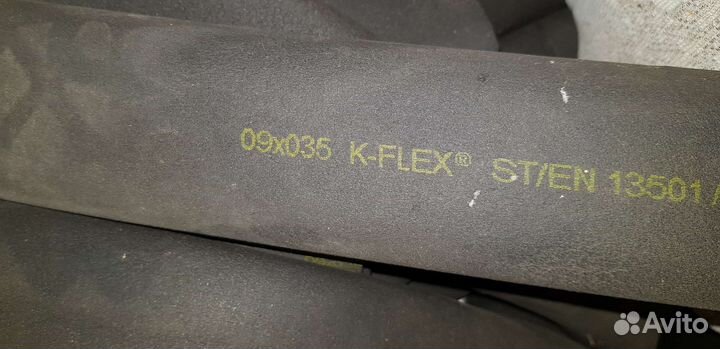 09x035 K-FLEX® ST/EN 13501/
Avito